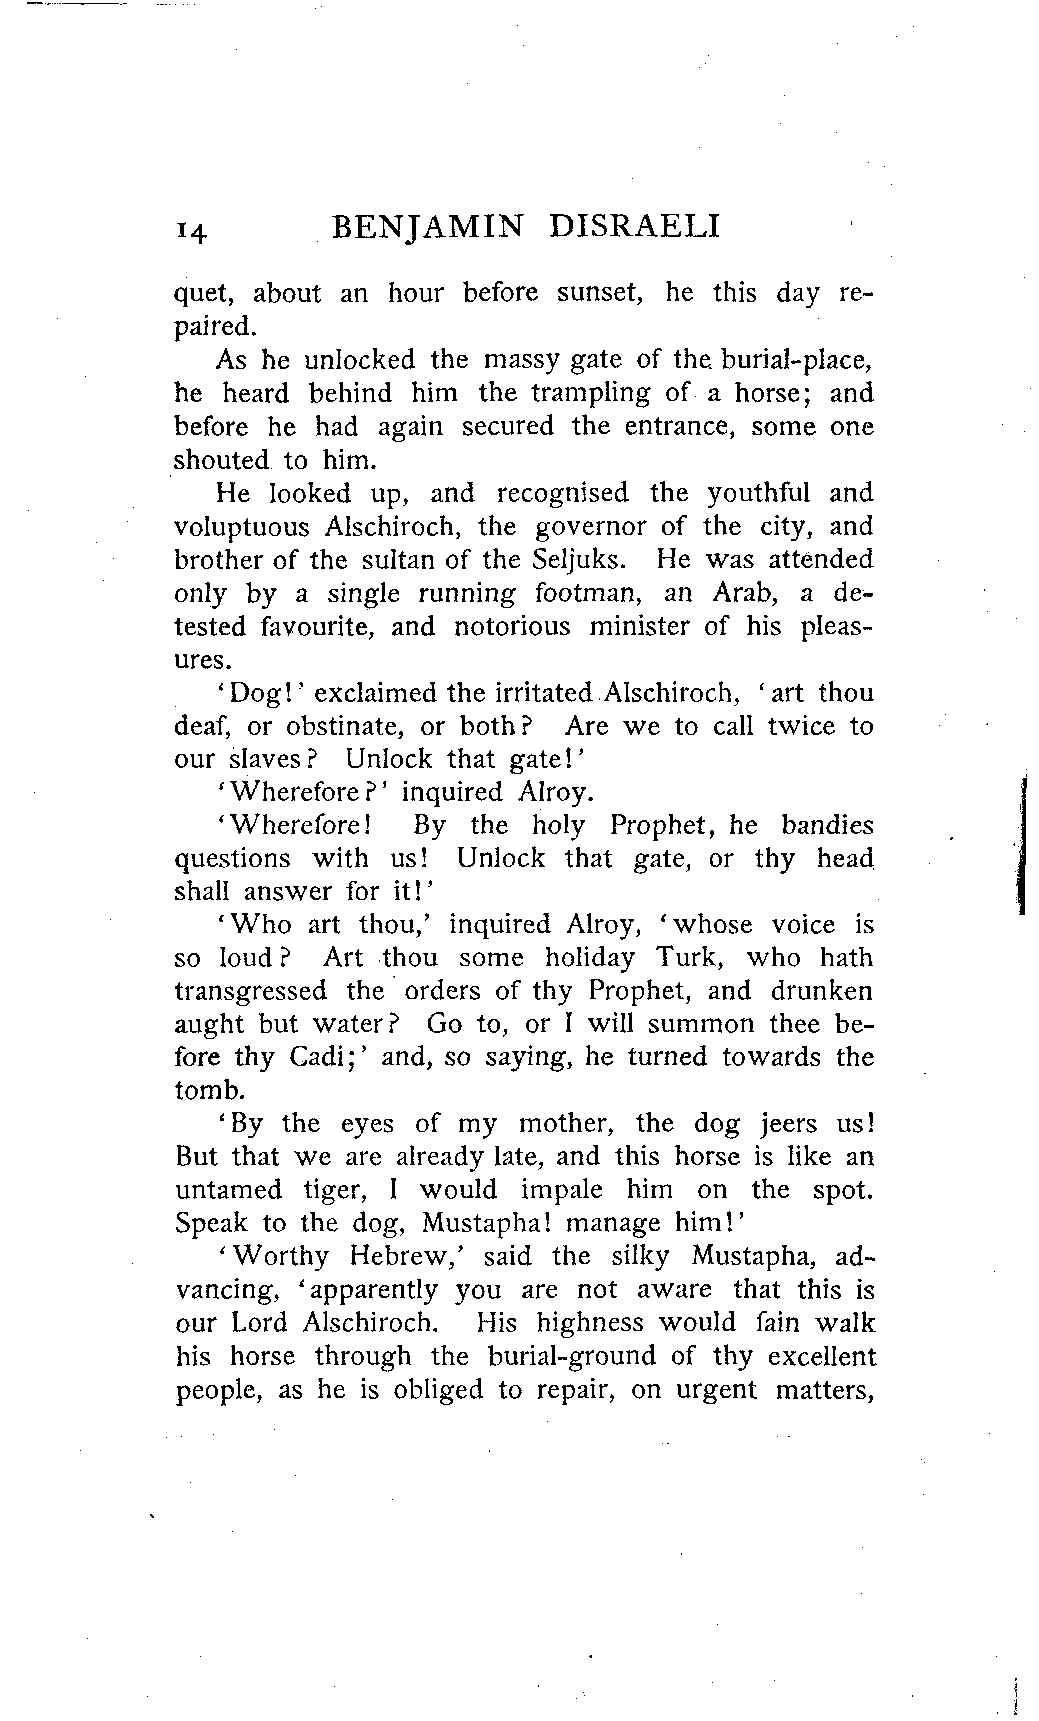 14 BENJAMIN DISRAELI
quet, about an hour before sunset, he this day re-
paired.
As he unlocked the massy gate of the burial-place,
he heard behind him the trampling of a horse; and
before he had again secured the entrance, some one
shouted to him.
He looked up, and recognised the youthful and
voluptuous Alschiroch, the governor of the city, and
brother of the sultan of the Seljuks. He was attended
only by a single running footman, an Arab, a de-
tested favourite, and notorious minister of his pleas-
ures.
‘Dog!’ exclaimed the irritated Alschiroch, ‘art thou
deaf, or obstinate, or both? Are we to call twice to
our slaves? Unlock that gate!’
‘Wherefore?’ inquired Alroy.
‘Wherefore! By the holy Prophet, he bandies
questions with us! Unlock that gate, or thy head
shall answer for it!’
‘Who art thou,’ inquired Alroy, ‘whose voice is
so loud? Art thou some holiday Turk, who hath
transgressed the orders of thy Prophet, and drunken
aught but water? Go to, or I will summon thee be-
fore thy Cadi;’ and, so saying, he turned towards the
tomb.
‘By the eyes of my mother, the dog jeers us!
But that we are already late, and this horse is like an
untamed tiger, I would impale him on the spot.
Speak to the dog, Mustapha! manage him!’
‘Worthy Hebrew,’ said the silky Mustapha, ad-
vancing, ‘apparently you are not aware that this is
our Lord Alschiroch. His highness would fain walk
his horse through the burial-ground of thy excellent
people, as he is obliged to repair, on urgent matters,